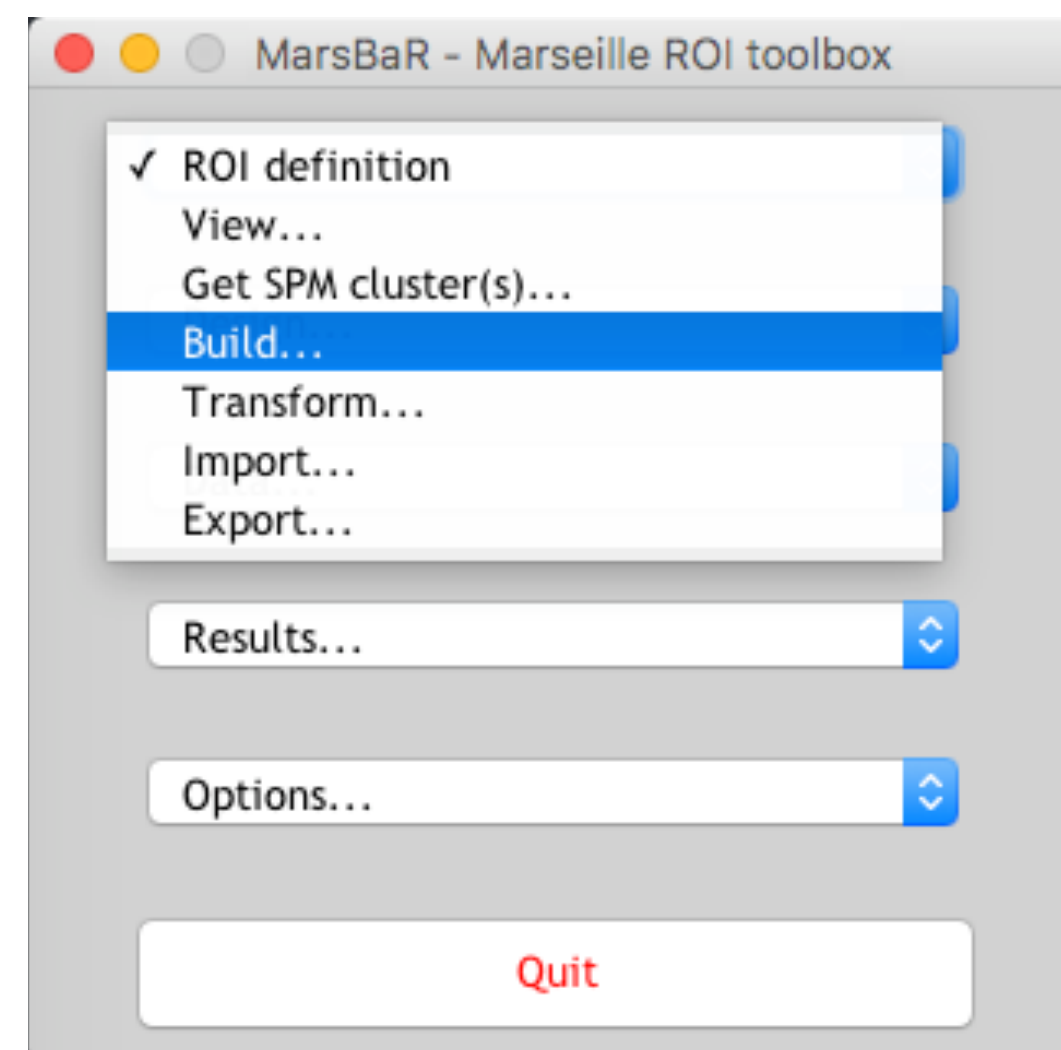 MarsBaR - Marseille ROI toolbox
✓ ROI definition
View...
Get SPM cluster(s)...
Build...
Transform...
Import...
Export...
Results...
Options...
Quit